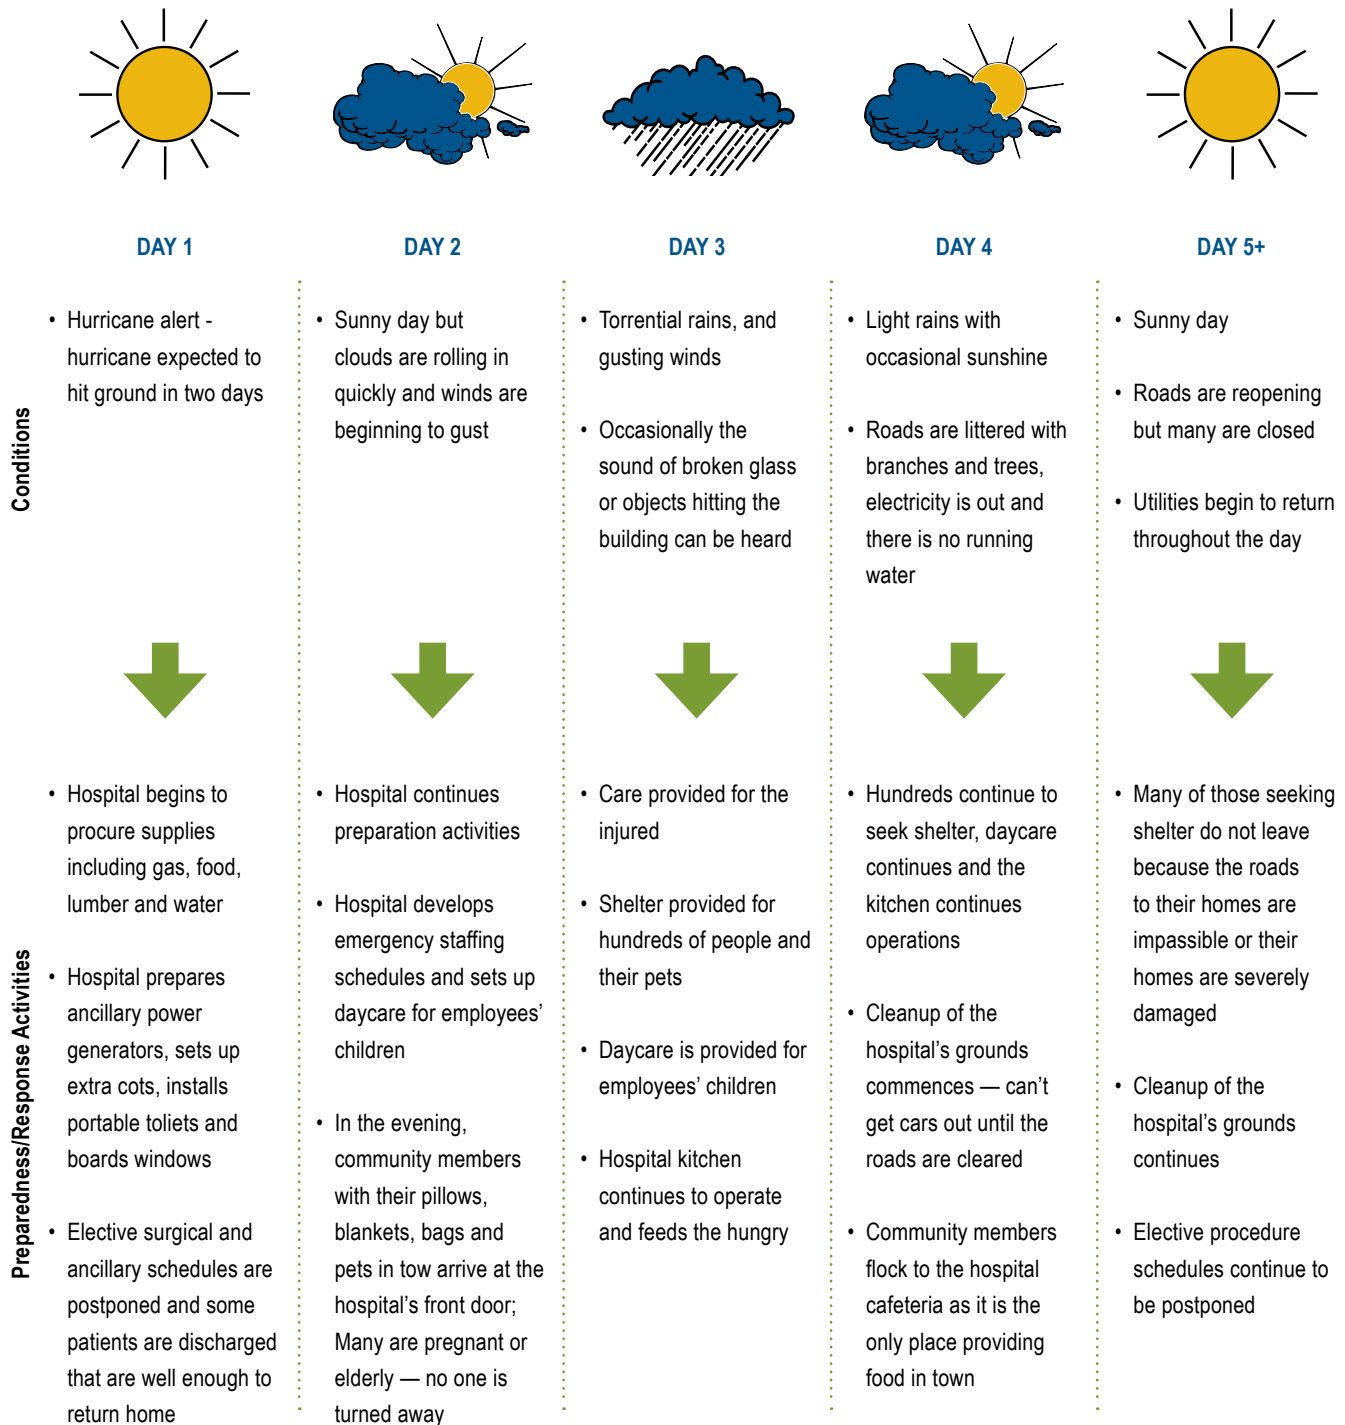 DAY 1
DAY 2
DAY 3
DAY 4
DAY 5+
Conditions
• Hurricane alert -
hurricane expected to
hit ground in two days
• Sunny day but
clouds are rolling in
quickly and winds are
beginning to gust
• Torrential rains, and
gusting winds
• Occasionally the
sound of broken glass
or objects hitting the
building can be heard
• Light rains with
occasional sunshine
• Roads are littered with
branches and trees,
electricity is out and
there is no running
water
• Sunny day
• Roads are reopening
but many are closed
• Utilities begin to return
throughout the day
Preparedness/Response Activities
• Hospital begins to
procure supplies
including gas, food,
lumber and water
• Hospital prepares
ancillary power
generators, sets up
extra cots, installs
portable toliets and
boards windows
• Elective surgical and
ancillary schedules are
postponed and some
patients are discharged
that are well enough to
return home
• Hospital continues
preparation activities
• Hospital develops
emergency staffing
schedules and sets up
daycare for employees’
children
• In the evening,
community members
with their pillows,
blankets, bags and
pets in tow arrive at the
hospital’s front door;
Many are pregnant or
elderly — no one is
turned away
• Care provided for the
injured
• Shelter provided for
hundreds of people and
their pets
• Daycare is provided for
employees’ children
• Hospital kitchen
continues to operate
and feeds the hungry
• Hundreds continue to
seek shelter, daycare
continues and the
kitchen continues
operations
• Cleanup of the
hospital’s grounds
commences — can’t
get cars out until the
roads are cleared
• Community members
flock to the hospital
cafeteria as it is the
only place providing
food in town
• Many of those seeking
shelter do not leave
because the roads
to their homes are
impassible or their
homes are severely
damaged
• Cleanup of the
hospital’s grounds
continues
• Elective procedure
schedules continue to
be postponed